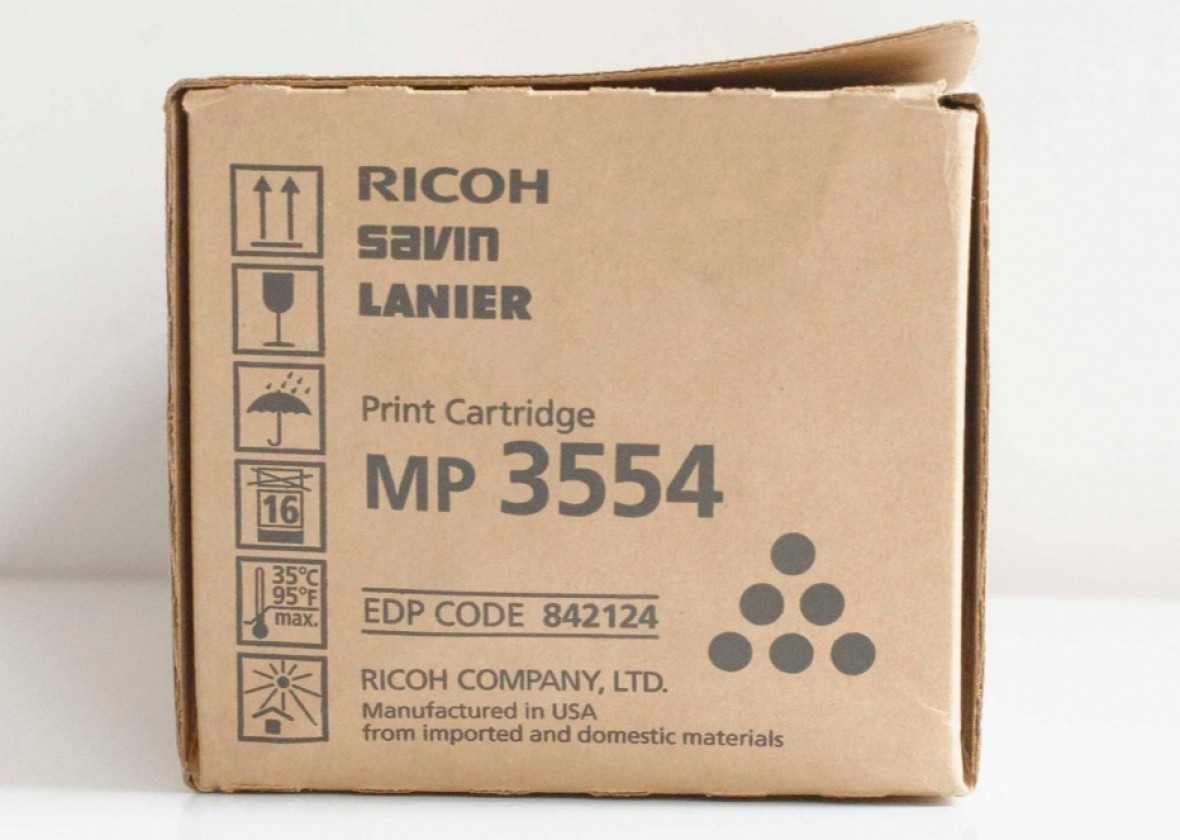 RICOH
savin
LANIER
Print Cartridge
MP 3554
16
35°C
95°F
max.
EDP CODE 842124
RICOH COMPANY, LTD.
Manufactured in USA
from imported and domestic materials